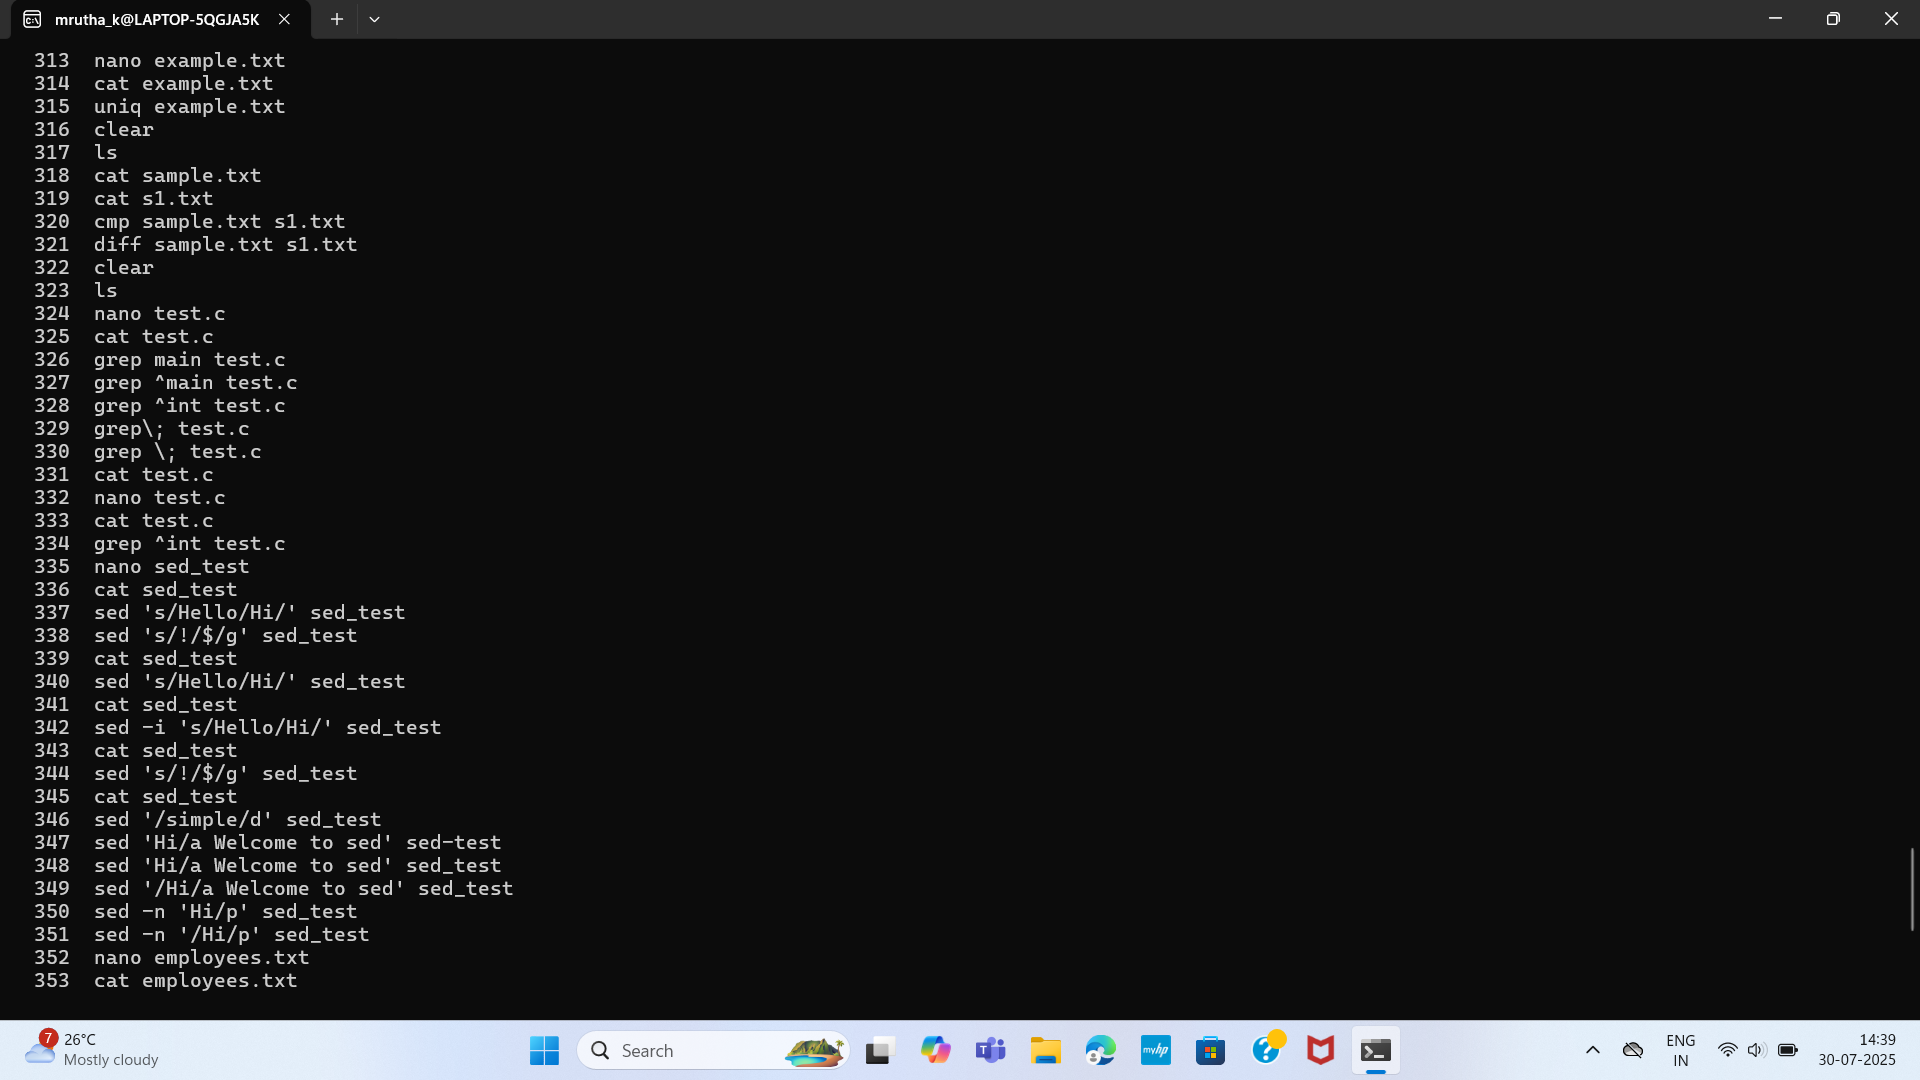 mrutha_k@LAPTOP-5QGJA5K
313 nano example.txt
314 cat example.txt
315 uniq example.txt
316 clear
317 ls
318 cat sample.txt
319 cat s1.txt
320 cmp sample.txt s1.txt
321 diff sample.txt s1.txt
322 clear
323 ls
324 nano test.c
325 cat test.c
326 grep main test.c
327 grep ^main test.c
328 grep ^int test.c
329 grep\; test.c
330 grep \; test.c
331 cat test.c
332 nano test.c
333 cat test.c
334 grep ^int test.c
335 nano sed_test
336 cat sed_test
337 sed 's/Hello/Hi/' sed_test
338 sed 's/!/$/g' sed_test
339 cat sed_test
340 sed 's/Hello/Hi/' sed_test
341 cat sed_test
342 sed -i 's/Hello/Hi/' sed_test
343 cat sed_test
344 sed 's/!/$/g' sed_test
345 cat sed_test
346 sed '/simple/d' sed_test
347 sed 'Hi/a Welcome to sed' sed-test
348 sed 'Hi/a Welcome to sed' sed_test
349 sed '/Hi/a Welcome to sed' sed_test
350 sed -n 'Hi/p' sed_test
351 sed -n '/Hi/p' sed_test
352 nano employees.txt
353 cat employees.txt
7
26°C
Mostly cloudy
Search
myhp
ENG
IN
14:39
30-07-2025